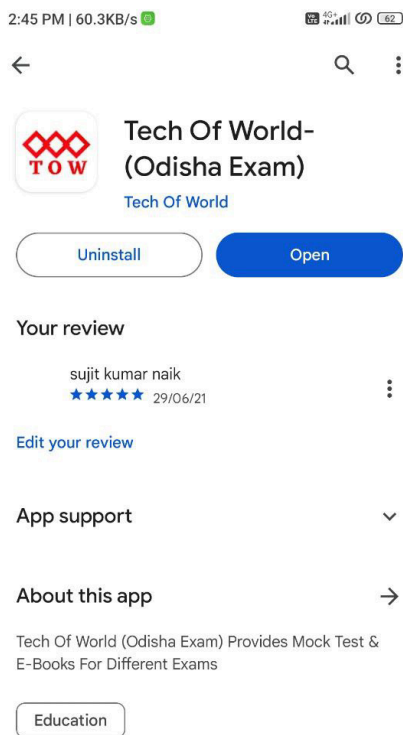 2:45 PM | 60.3KB/s 4G+ 62
TOW
Tech Of World-
(Odisha Exam)
Tech Of World
Uninstall Open
Your review
sujit kumar naik
★★★★★ 29/06/21
Edit your review
App support
About this app
Tech Of World (Odisha Exam) Provides Mock Test &
E-Books For Different Exams
Education